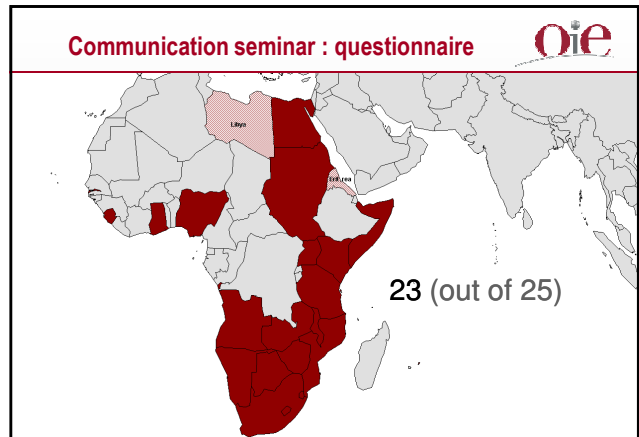 Communication seminar : questionnaire
Oie
Libya
Eritrea
23 (out of 25)